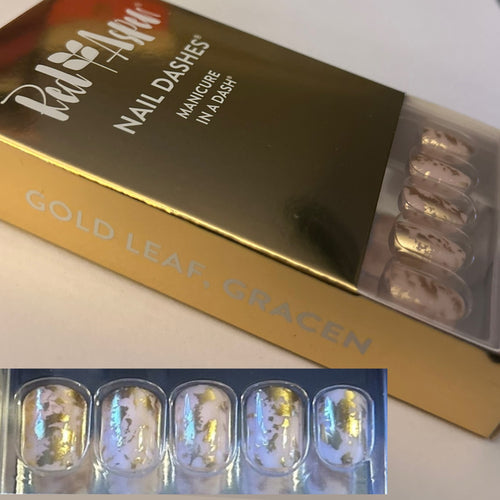 Red Aspen®
NAIL DASHES®
MANICURE
IN A DASH®
GOLD LEAF, GRACEN